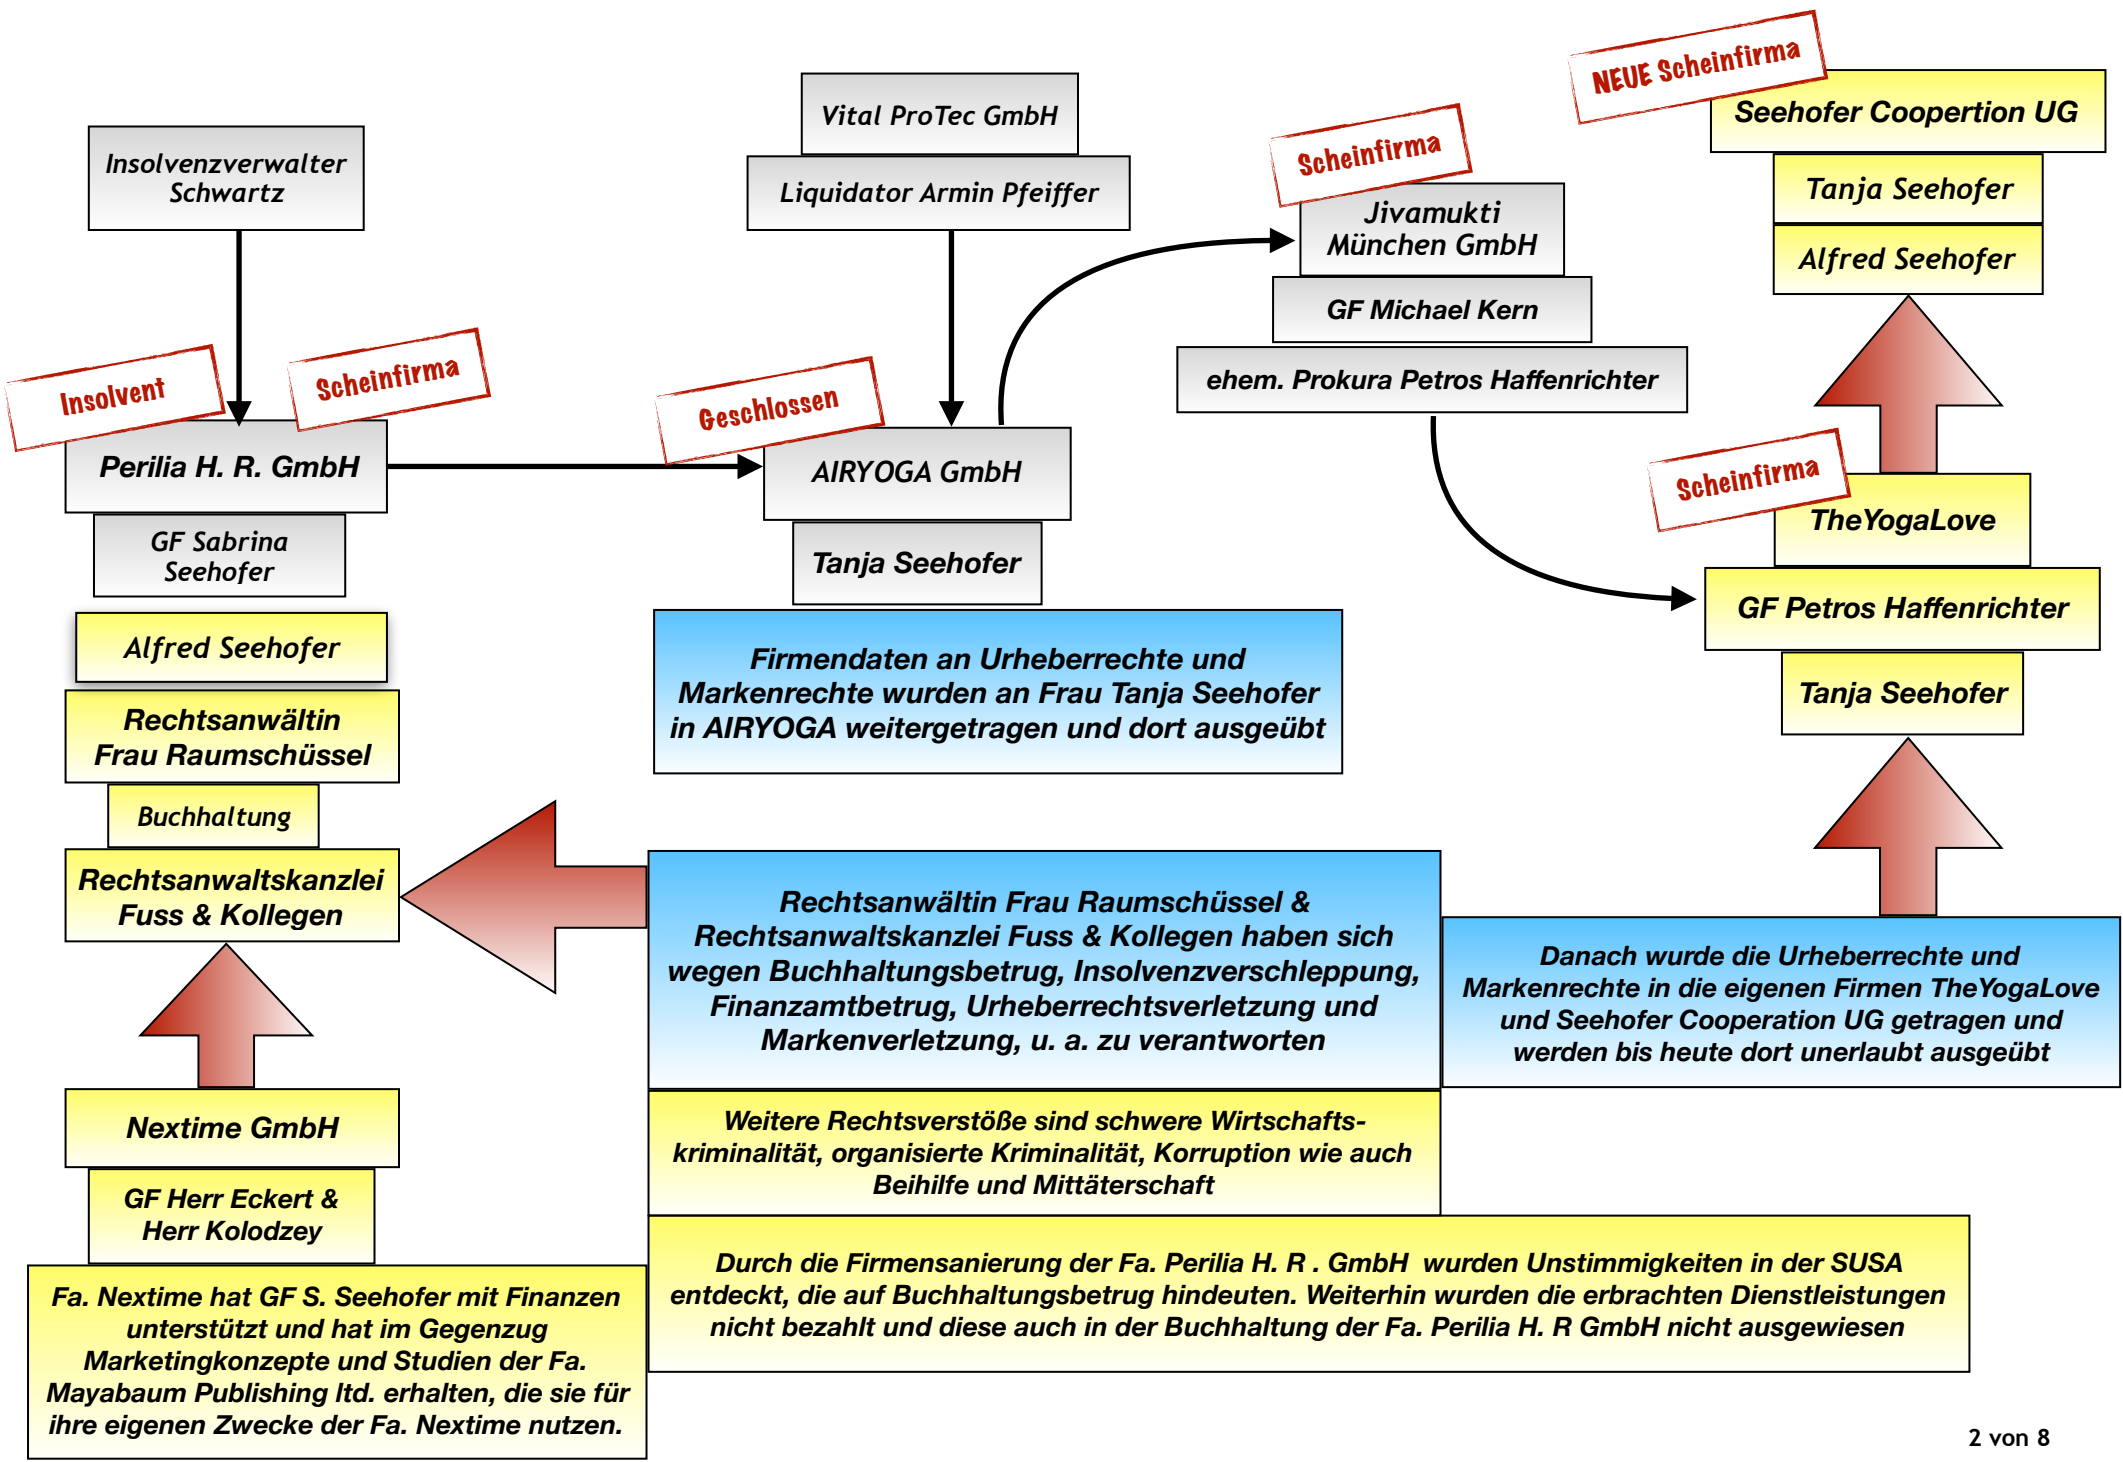 NEUE Scheinfirma
Seehofer Coopertion UG
Tanja Seehofer
Alfred Seehofer
Vital ProTec GmbH
Liquidator Armin Pfeiffer
Scheinfirma
Jivamukti
München GmbH
GF Michael Kern
ehem. Prokura Petros Haffenrichter
Insolvenzverwalter
Schwartz
Insolvent
Scheinfirma
Perilia H. R. GmbH
GF Sabrina
Seehofer
Alfred Seehofer
Rechtsanwältin
Frau Raumschüssel
Buchhaltung
Rechtsanwaltskanzlei
Fuss & Kollegen
Geschlossen
AIRYOGA GmbH
Tanja Seehofer
Firmendaten an Urheberrechte und
Markenrechte wurden an Frau Tanja Seehofer
in AIRYOGA weitergetragen und dort ausgeübt
Scheinfirma
TheYogaLove
GF Petros Haffenrichter
Tanja Seehofer
Rechtsanwältin Frau Raumschüssel &
Rechtsanwaltskanzlei Fuss & Kollegen haben sich
wegen Buchhaltungsbetrug, Insolvenzverschleppung,
Finanzamtbetrug, Urheberrechtsverletzung und
Markenverletzung, u. a. zu verantworten
Danach wurde die Urheberrechte und
Markenrechte in die eigenen Firmen TheYogaLove
und Seehofer Cooperation UG getragen und
werden bis heute dort unerlaubt ausgeübt
Weitere Rechtsverstöße sind schwere Wirtschafts-
kriminalität, organisierte Kriminalität, Korruption wie auch
Beihilfe und Mittäterschaft
Durch die Firmensanierung der Fa. Perilia H. R . GmbH wurden Unstimmigkeiten in der SUSA
entdeckt, die auf Buchhaltungsbetrug hindeuten. Weiterhin wurden die erbrachten Dienstleistungen
nicht bezahlt und diese auch in der Buchhaltung der Fa. Perilia H. R GmbH nicht ausgewiesen
Nextime GmbH
GF Herr Eckert &
Herr Kolodzey
Fa. Nextime hat GF S. Seehofer mit Finanzen
unterstützt und hat im Gegenzug
Marketingkonzepte und Studien der Fa.
Mayabaum Publishing ltd. erhalten, die sie für
ihre eigenen Zwecke der Fa. Nextime nutzen.
2 von 8